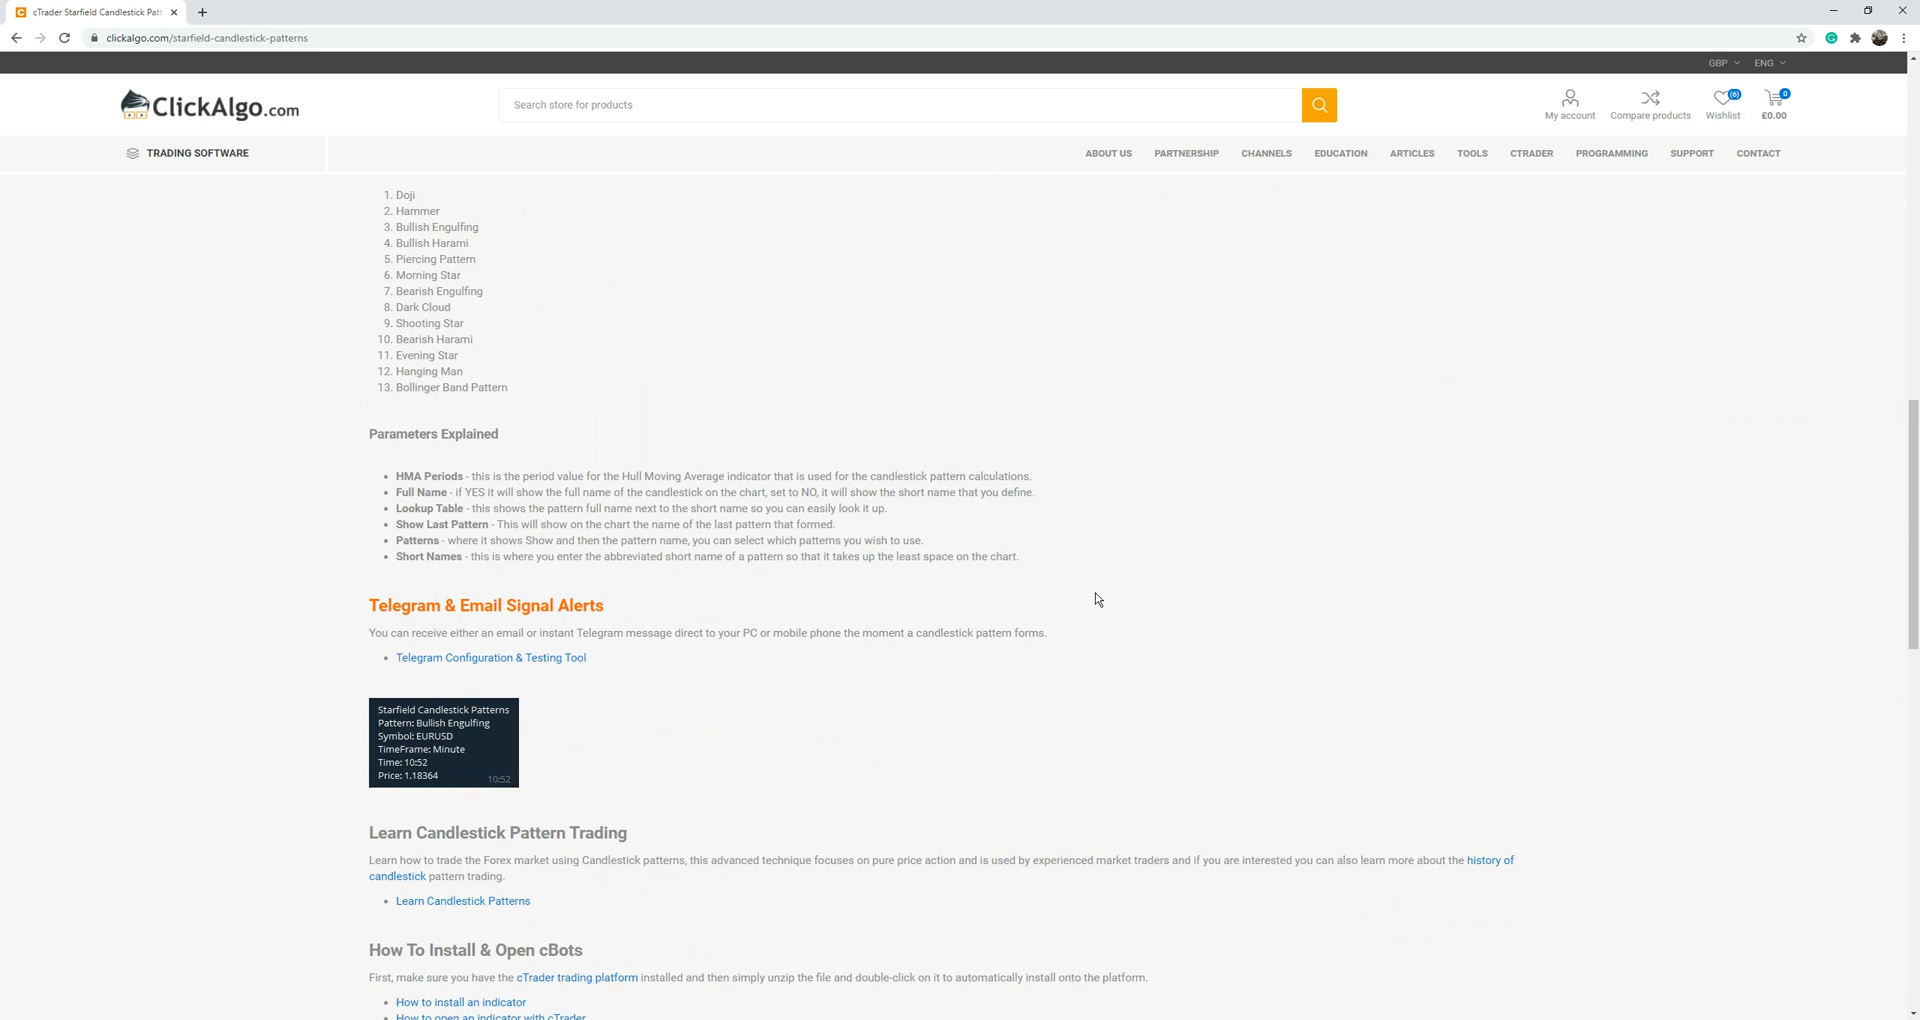 cTrader Starfield Candlestick Patt
clickalgo.com/starfield-candlestick-patterns
GBP
ENG
ClickAlgo.com
Search store for products
My account
Compare products
(6)
Wishlist
0
£0.00
TRADING SOFTWARE
ABOUT US
PARTNERSHIP
CHANNELS
EDUCATION
ARTICLES
TOOLS
CTRADER
PROGRAMMING
SUPPORT
CONTACT
1. Doji
2. Hammer
3. Bullish Engulfing
4. Bullish Harami
5. Piercing Pattern
6. Morning Star
7. Bearish Engulfing
8. Dark Cloud
9. Shooting Star
10. Bearish Harami
11. Evening Star
12. Hanging Man
13. Bollinger Band Pattern
Parameters Explained
• HMA Periods - this is the period value for the Hull Moving Average indicator that is used for the candlestick pattern calculations.
• Full Name - if YES it will show the full name of the candlestick on the chart, set to NO, it will show the short name that you define.
• Lookup Table - this shows the pattern full name next to the short name so you can easily look it up.
• Show Last Pattern - This will show on the chart the name of the last pattern that formed.
• Patterns - where it shows Show and then the pattern name, you can select which patterns you wish to use.
• Short Names - this is where you enter the abbreviated short name of a pattern so that it takes up the least space on the chart.
Telegram & Email Signal Alerts
You can receive either an email or instant Telegram message direct to your PC or mobile phone the moment a candlestick pattern forms.
• Telegram Configuration & Testing Tool
Starfield Candlestick Patterns
Pattern: Bullish Engulfing
Symbol: EURUSD
TimeFrame: Minute
Time: 10:52
Price: 1.18364
10:52
Learn Candlestick Pattern Trading
Learn how to trade the Forex market using Candlestick patterns, this advanced technique focuses on pure price action and is used by experienced market traders and if you are interested you can also learn more about the history of
candlestick pattern trading.
• Learn Candlestick Patterns
How To Install & Open cBots
First, make sure you have the cTrader trading platform installed and then simply unzip the file and double-click on it to automatically install onto the platform.
• How to install an indicator
How to open an indicator with cTrader